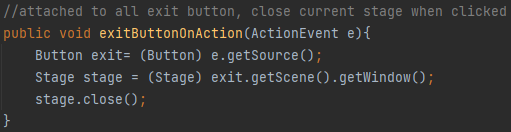 //attached to all exit button, close current stage when clicked
public void exitButtonOnAction(ActionEvent e){
Button exit= (Button) e.getSource();
Stage stage = (Stage) exit.getScene().getWindow();
stage.close();
}